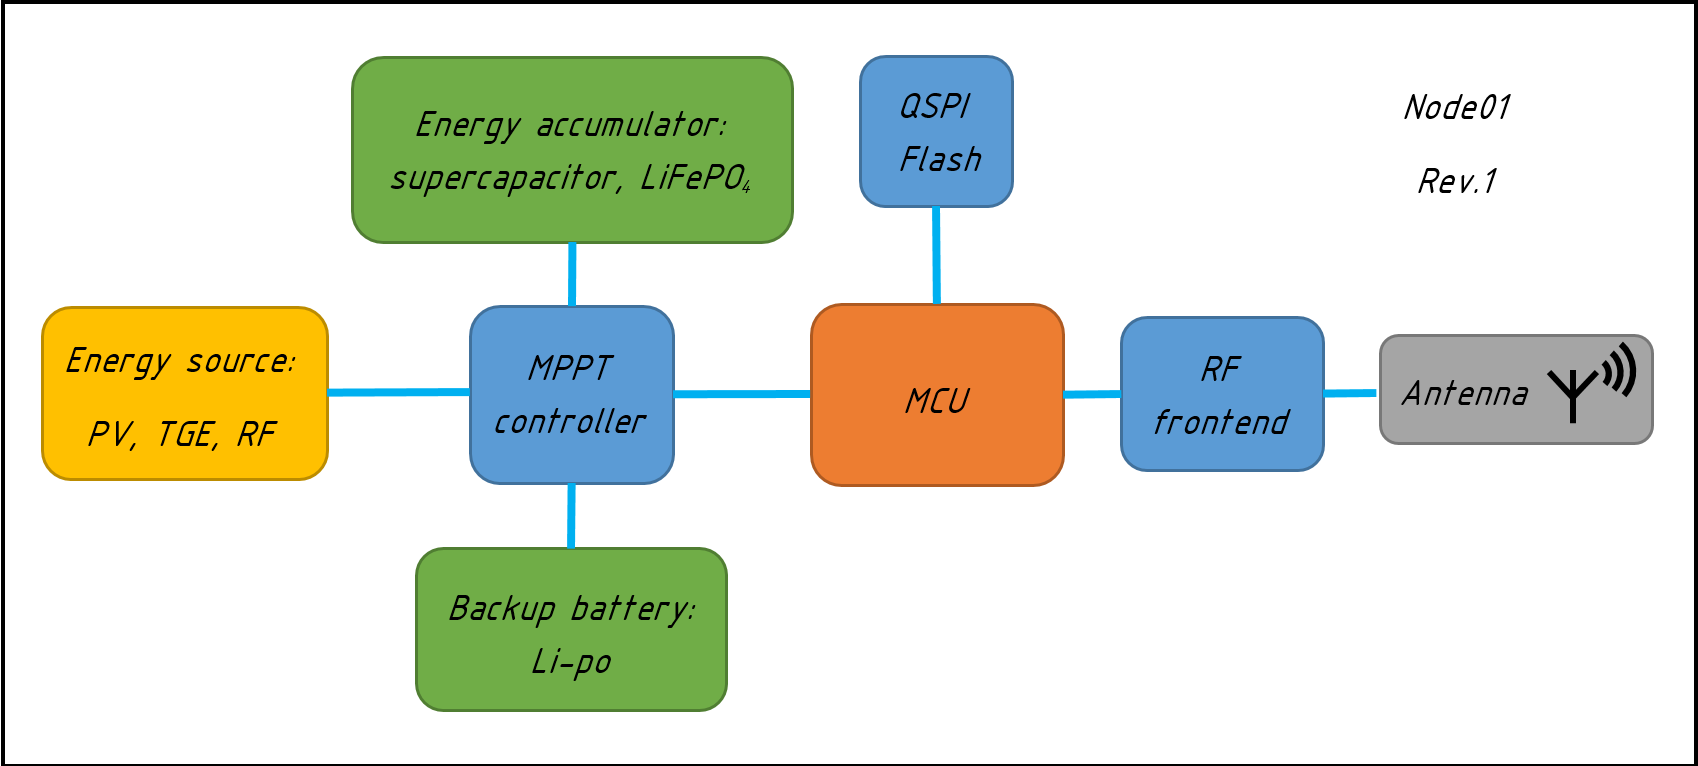 Energy accumulator:
supercapacitor, LiFePO₄
QSPI
Flash
Node01
Rev.1
Energy source:
PV, TGE, RF
MPPT
controller
MCU
RF
frontend
Antenna
Backup battery:
Li-po